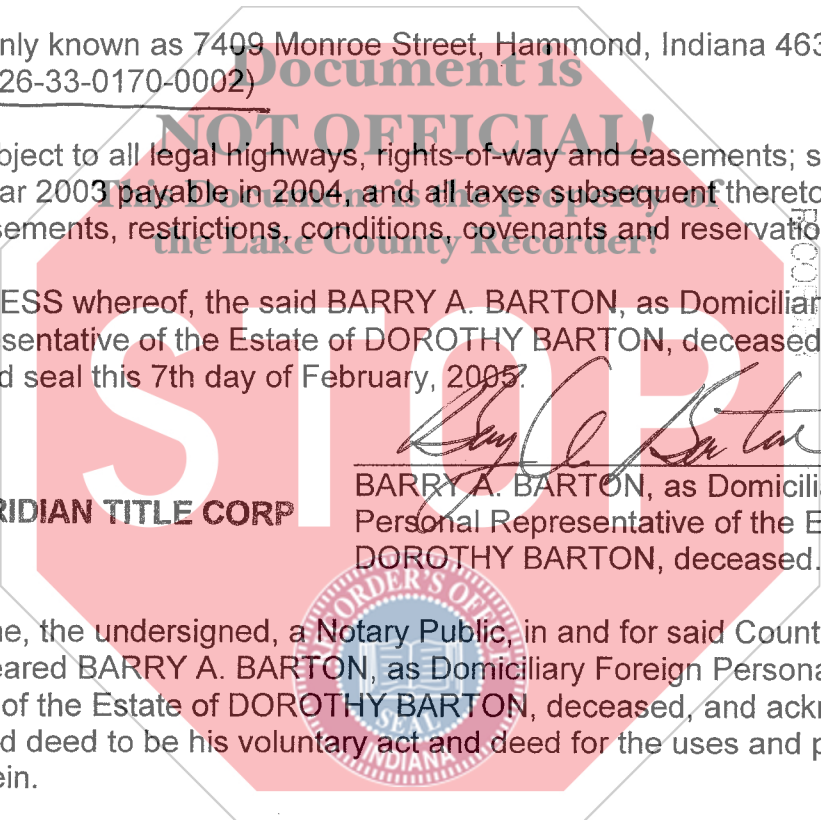 nly known as 7409 Monroe Street, Hammond, Indiana 463
26-33-0170-0002)
Document is
NOT OFFICIAL!
This Document is the property of
the Lake County Recorder!
bject to all legal highways, rights-of-way and easements; s
ar 2003 payable in 2004, and all taxes subsequent thereto
sements, restrictions, conditions, covenants and reservatio
ESS whereof, the said BARRY A. BARTON, as Domiciliar
sentative of the Estate of DOROTHY BARTON, deceased
d seal this 7th day of February, 2005.
STOP
Barry A. Barton
BARRY A. BARTON, as Domicilia
RIDIAN TITLE CORP
Personal Representative of the E
DOROTHY BARTON, deceased.
ne, the undersigned, a Notary Public, in and for said Count
eared BARRY A. BARTON, as Domiciliary Foreign Persona
of the Estate of DOROTHY BARTON, deceased, and ackn
d deed to be his voluntary act and deed for the uses and p
ein.
RECORDER'S OFFICE
SEAL
INDIANA